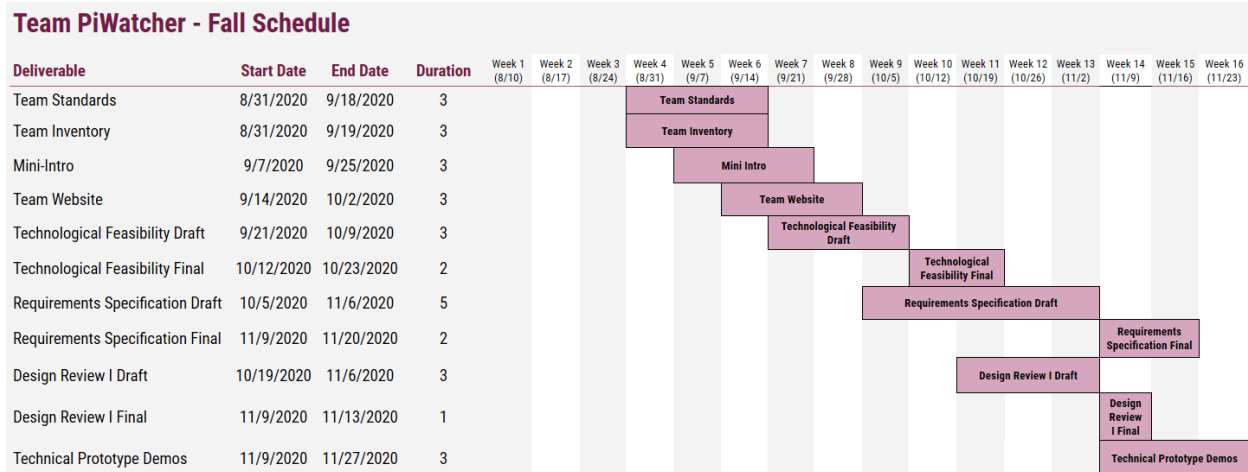 Team PiWatcher - Fall Schedule
Deliverable Start Date End Date Duration Week 1 (8/10) Week 2 (8/17) Week 3 (8/24) Week 4 (8/31) Week 5 (9/7) Week 6 (9/14) Week 7 (9/21) Week 8 (9/28) Week 9 (10/5) Week 10 (10/12) Week 11 (10/19) Week 12 (10/26) Week 13 (11/2) Week 14 (11/9) Week 15 (11/16) Week 16 (11/23)
Team Standards 8/31/2020 9/18/2020 3 Team Standards
Team Inventory 8/31/2020 9/19/2020 3 Team Inventory
Mini-Intro 9/7/2020 9/25/2020 3 Mini Intro
Team Website 9/14/2020 10/2/2020 3 Team Website
Technological Feasibility Draft 9/21/2020 10/9/2020 3 Technological Feasibility Draft
Technological Feasibility Final 10/12/2020 10/23/2020 2 Technological Feasibility Final
Requirements Specification Draft 10/5/2020 11/6/2020 5 Requirements Specification Draft
Requirements Specification Final 11/9/2020 11/20/2020 2 Requirements Specification Final
Design Review I Draft 10/19/2020 11/6/2020 3 Design Review I Draft
Design Review I Final 11/9/2020 11/13/2020 1 Design Review I Final
Technical Prototype Demos 11/9/2020 11/27/2020 3 Technical Prototype Demos